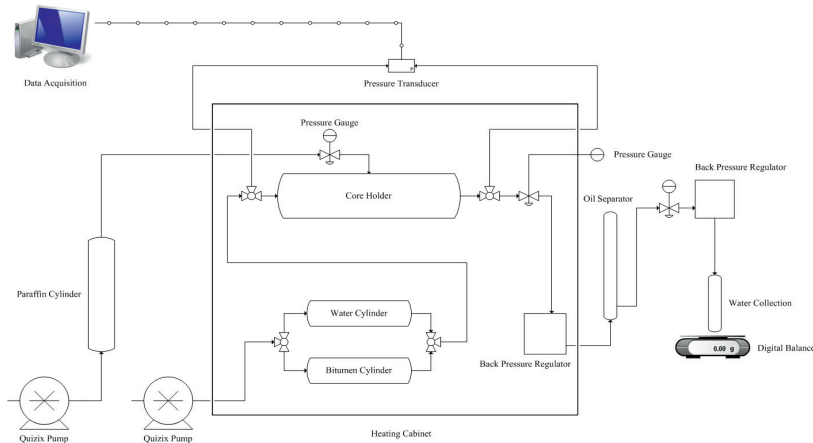 Data Acquisition
Pressure Transducer
P
Pressure Gauge
Pressure Gauge
Back Pressure Regulator
Core Holder
Oil Separator
Paraffin Cylinder
Water Cylinder
Water Collection
Back Pressure Regulator
Bitumen Cylinder
0.00 g
Digital Balance
Quizix Pump
Quizix Pump
Heating Cabinet